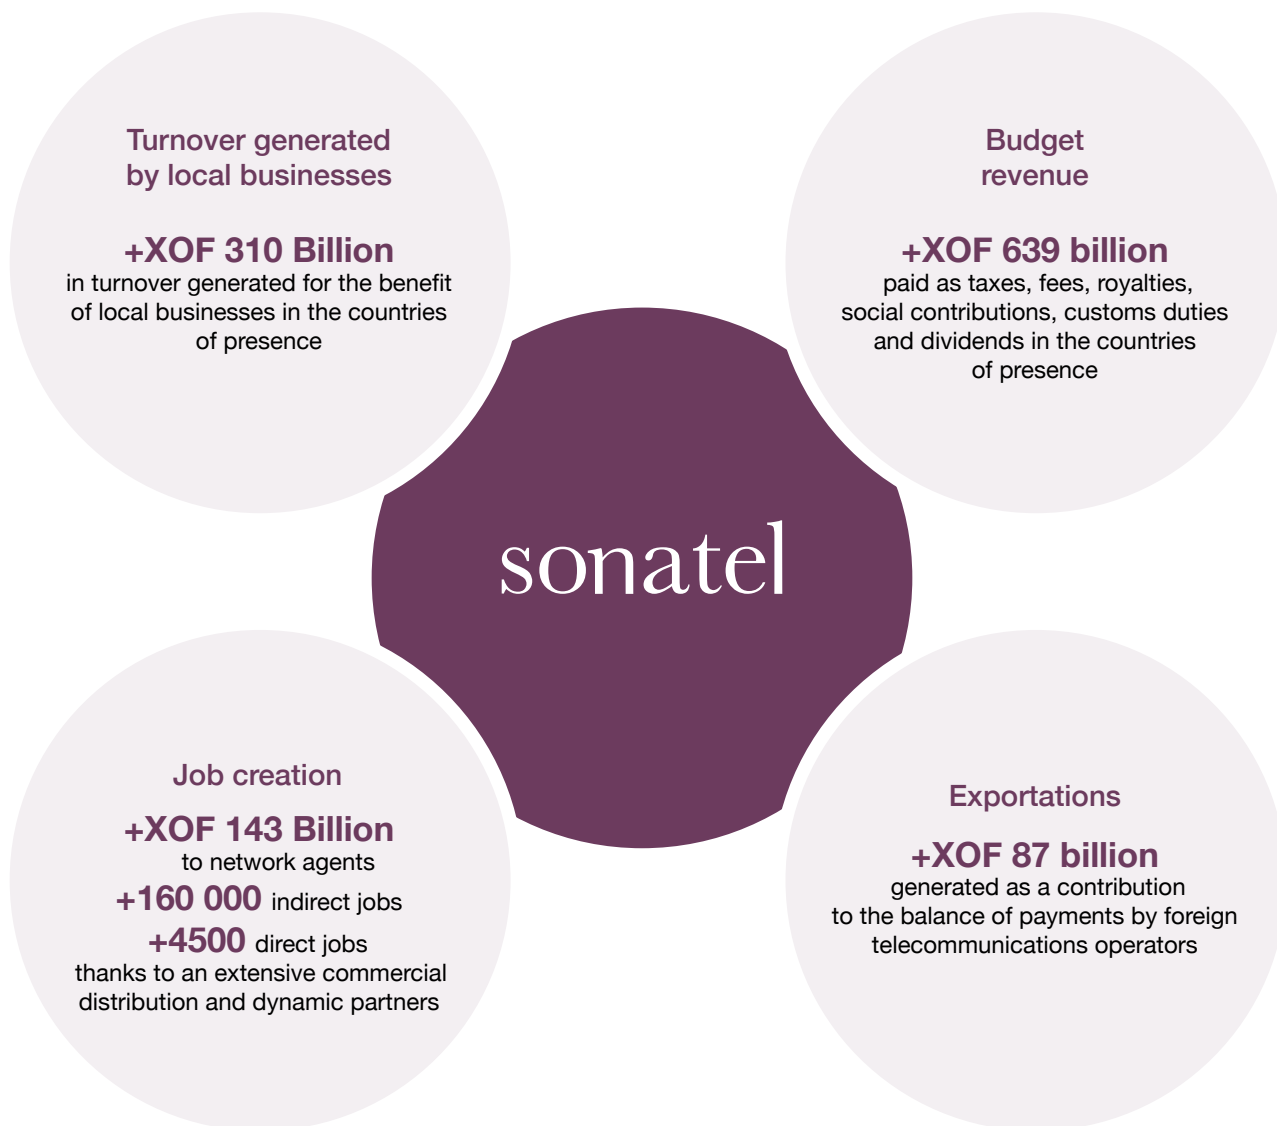 Turnover generated
by local businesses
+XOF 310 Billion
in turnover generated for the benefit
of local businesses in the countries
of presence
Budget
revenue
+XOF 639 billion
paid as taxes, fees, royalties,
social contributions, customs duties
and dividends in the countries
of presence
sonatel
Job creation
+XOF 143 Billion
to network agents
+160 000 indirect jobs
+4500 direct jobs
thanks to an extensive commercial
distribution and dynamic partners
Exportations
+XOF 87 billion
generated as a contribution
to the balance of payments by foreign
telecommunications operators